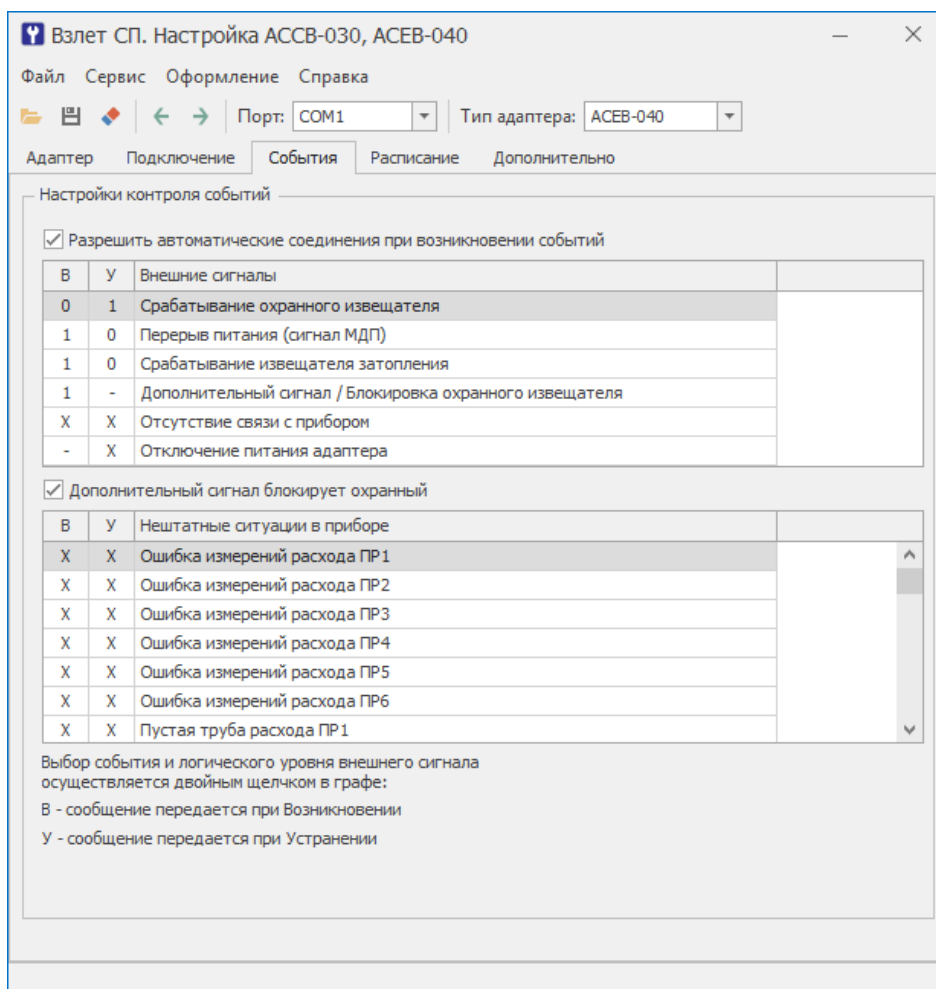 Взлет СП. Настройка АССВ-030, АСЕВ-040
Файл Сервис Оформление Справка
Порт: COM1 Тип адаптера: АСЕВ-040
Адаптер Подключение События Расписание Дополнительно
Настройки контроля событий
Разрешить автоматические соединения при возникновении событий
В У Внешние сигналы
0 1 Срабатывание охранного извещателя
1 0 Перерыв питания (сигнал МДП)
1 0 Срабатывание извещателя затопления
1 - Дополнительный сигнал / Блокировка охранного извещателя
X X Отсутствие связи с прибором
- X Отключение питания адаптера
Дополнительный сигнал блокирует охранный
В У Нештатные ситуации в приборе
X X Ошибка измерений расхода ПР1
X X Ошибка измерений расхода ПР2
X X Ошибка измерений расхода ПР3
X X Ошибка измерений расхода ПР4
X X Ошибка измерений расхода ПР5
X X Ошибка измерений расхода ПР6
X X Пустая труба расхода ПР1
Выбор события и логического уровня внешнего сигнала
осуществляется двойным щелчком в графе:
В - сообщение передается при Возникновении
У - сообщение передается при Устранении